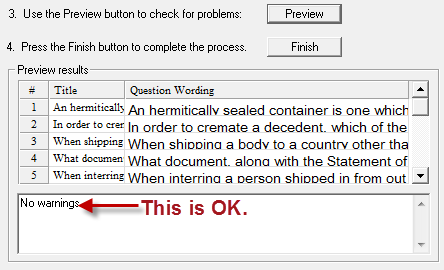 3. Use the Preview button to check for problems: Preview
4. Press the Finish button to complete the process. Finish
Preview results
# Title Question Wording
1 An hermitically An hermitically sealed container is one which
2 In order to crem In order to cremate a decedent, which of the
3 When shipping When shipping a body to a country other tha
4 What documen What document, along with the Statement of
5 When interring When interring a person shipped in from out
No warnings. This is OK.